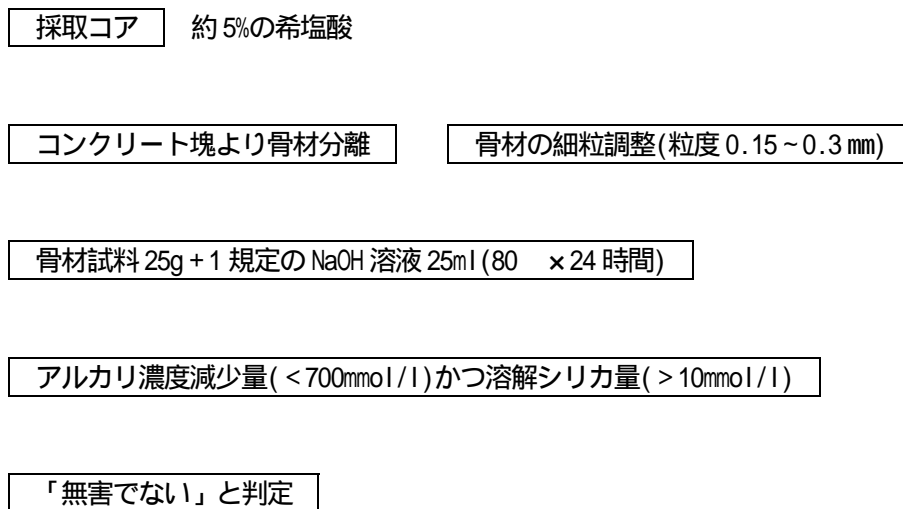 採取コア 約5%の希塩酸
コンクリート塊より骨材分離 骨材の細粒調整(粒度0.15~0.3㎜)
骨材試料25g+1規定のNaOH溶液25ml(80 ×24時間)
アルカリ濃度減少量(<700mmol/l)かつ溶解シリカ量(>10mmol/l)
「無害でない」と判定